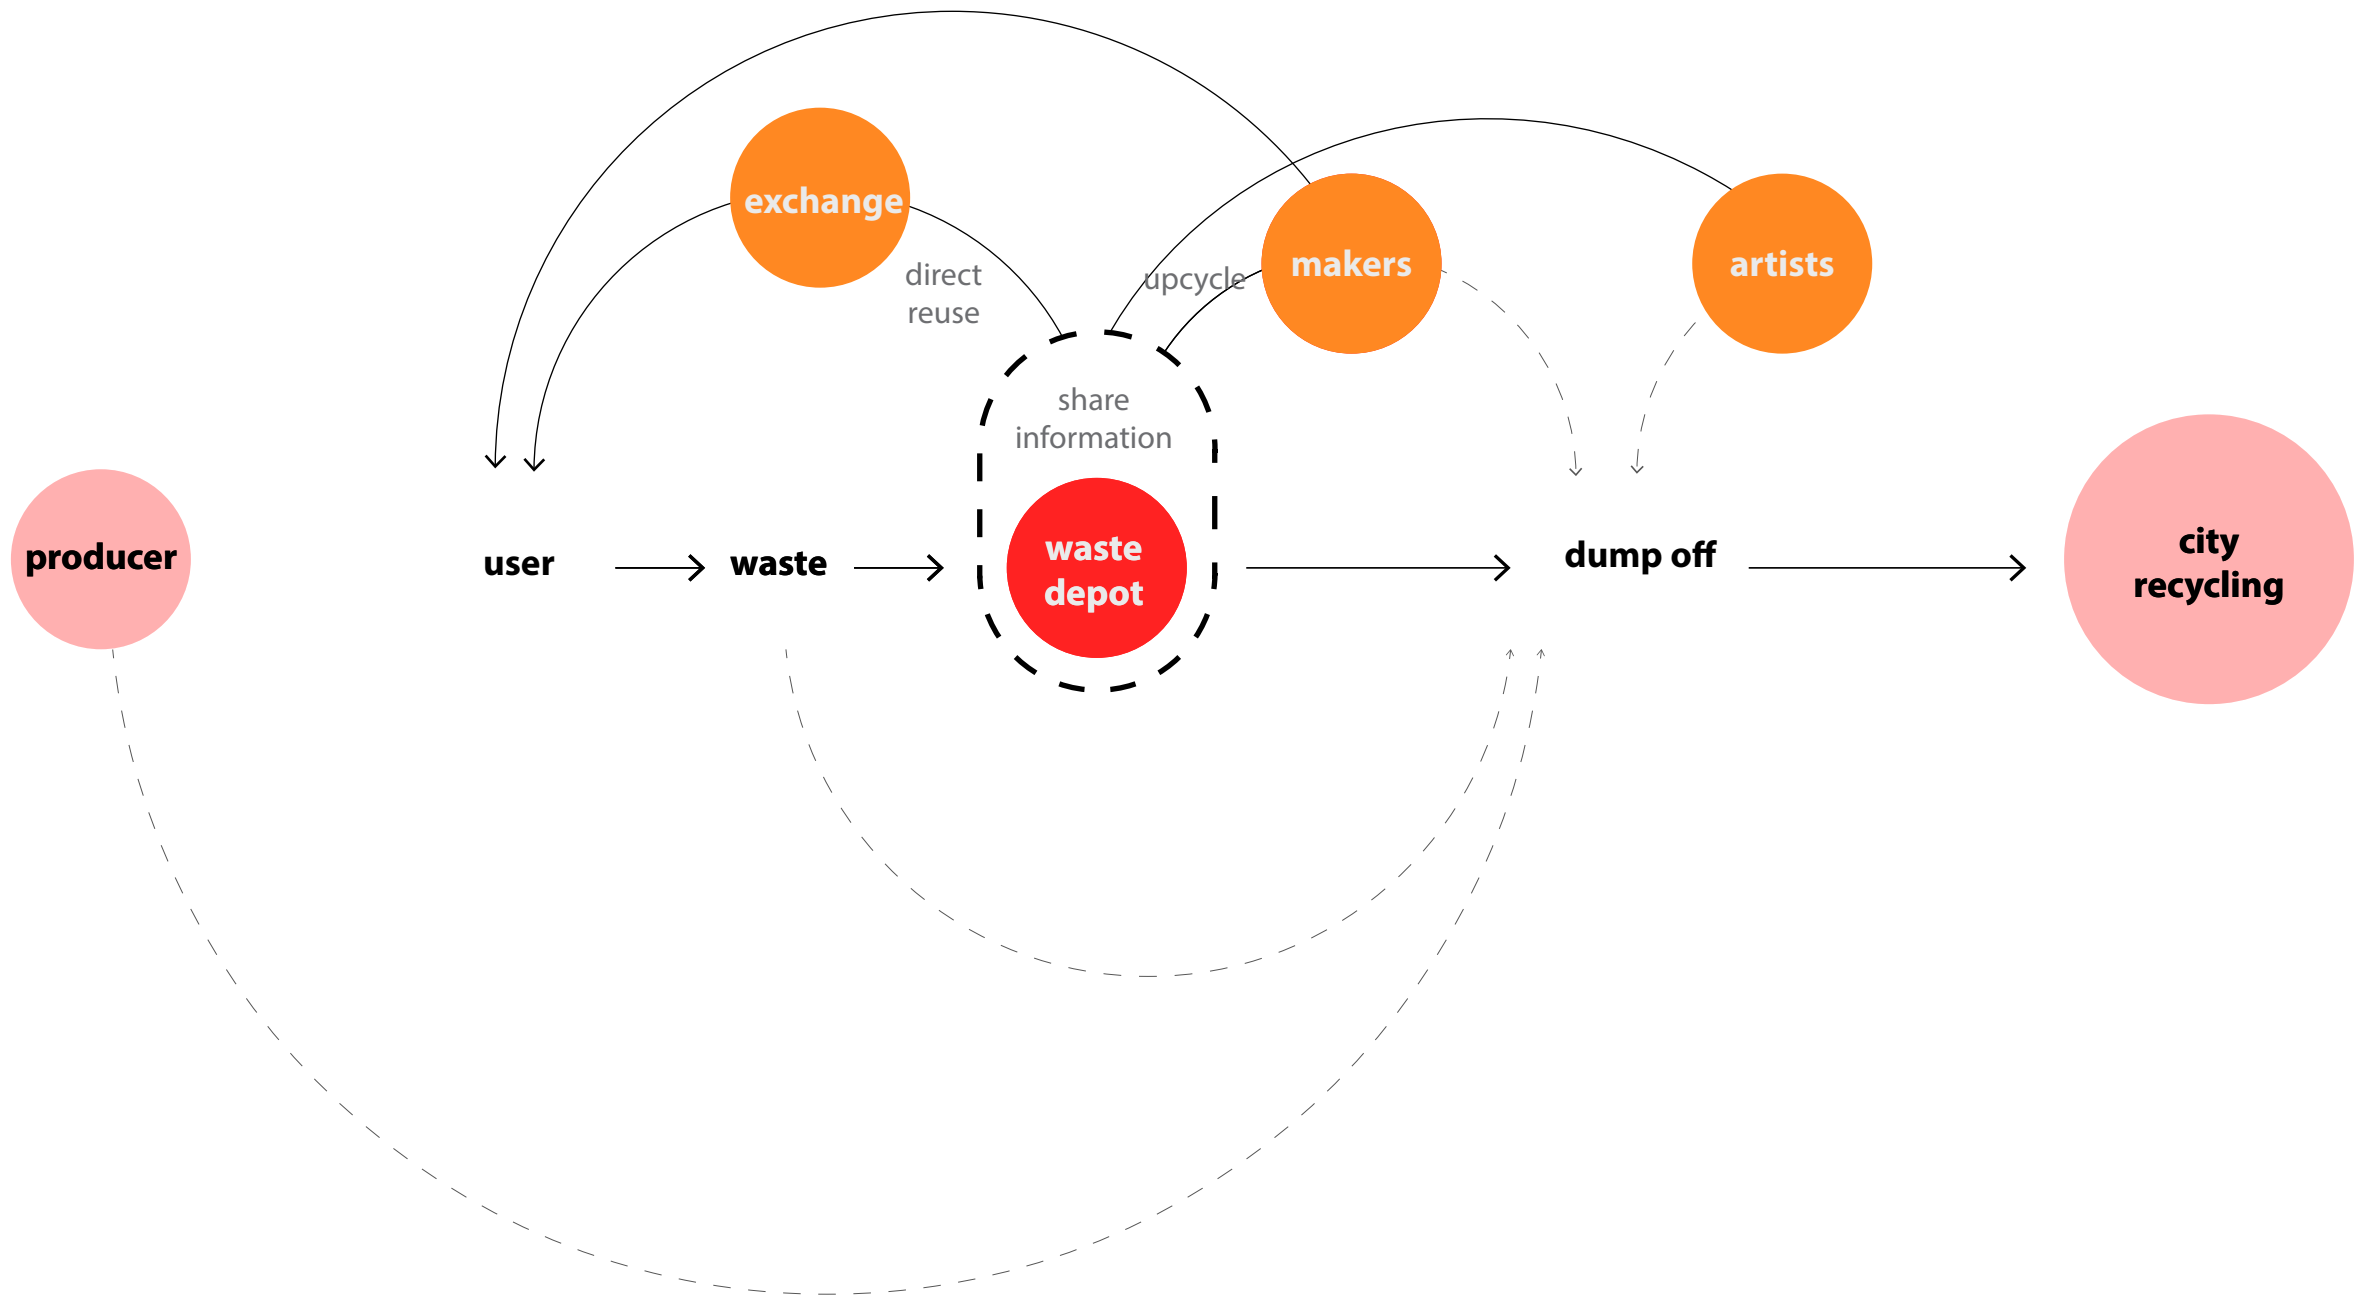 exchange
direct
reuse
upcycle
makers
artists
share
information
producer
user
waste
waste
depot
dump off
city
recycling